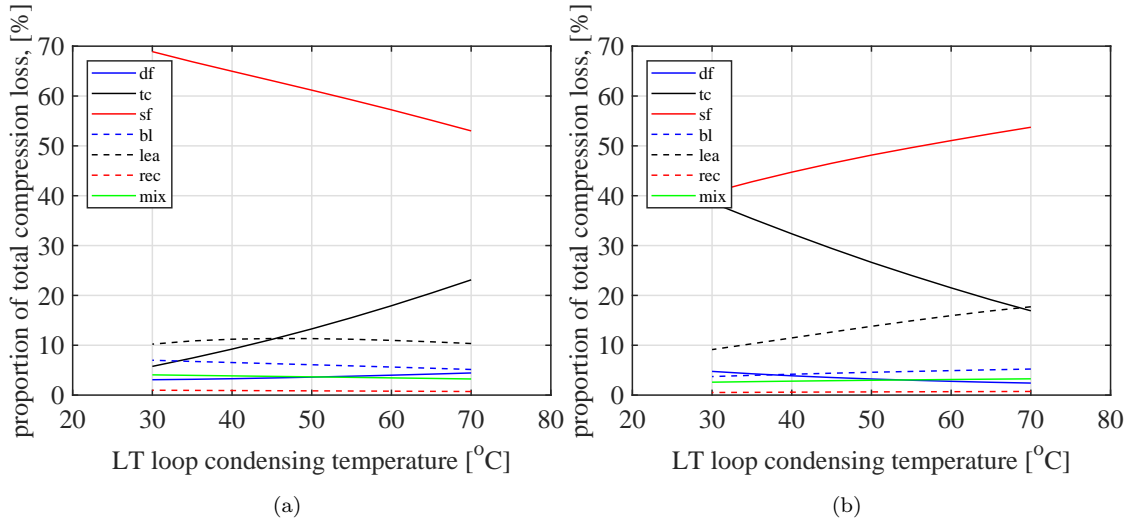 proportion of total compression loss, [%]
70
60
50
40
30
20
10
0
df
tc
sf
bl
lea
rec
mix
20 30 40 50 60 70 80
LT loop condensing temperature [°C]
(a)
proportion of total compression loss, [%]
70
60
50
40
30
20
10
0
df
tc
sf
bl
lea
rec
mix
20 30 40 50 60 70 80
LT loop condensing temperature [°C]
(b)